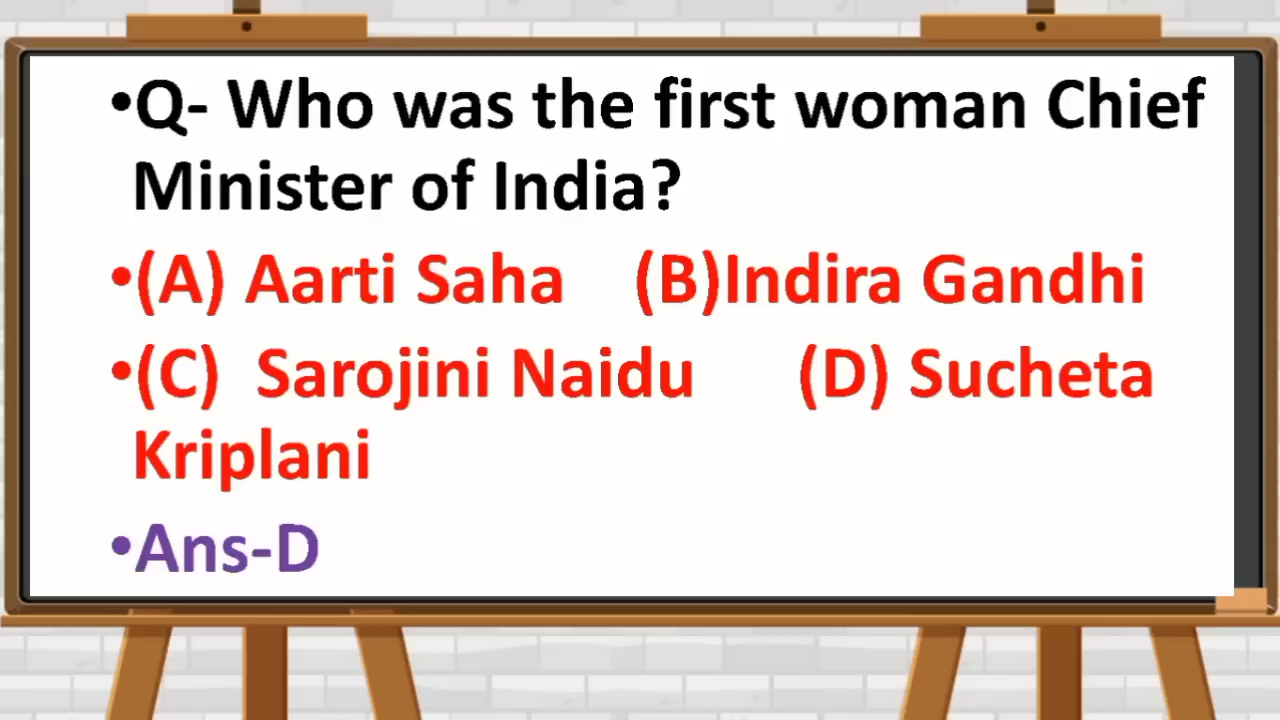 •Q- Who was the first woman Chief
Minister of India?
•(A) Aarti Saha (B)Indira Gandhi
•(C) Sarojini Naidu (D) Sucheta
Kriplani
•Ans-D